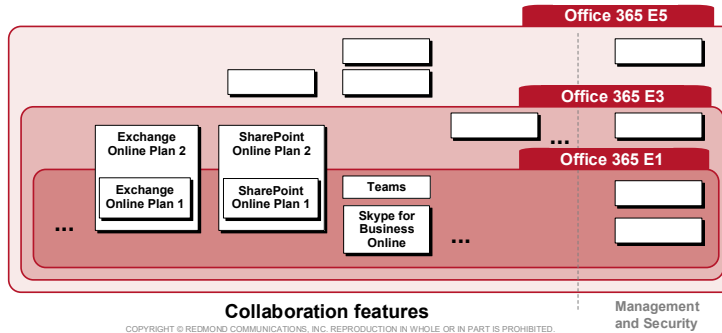 Office 365 E5
Office 365 E3
Exchange
Online Plan 2
SharePoint
Online Plan 2
...
Office 365 E1
Exchange
Online Plan 1
SharePoint
Online Plan 1
Teams
Skype for
Business
Online
...
...
Collaboration features
Management
and Security
COPYRIGHT © REDMOND COMMUNICATIONS, INC. REPRODUCTION IN WHOLE OR IN PART IS PROHIBITED.